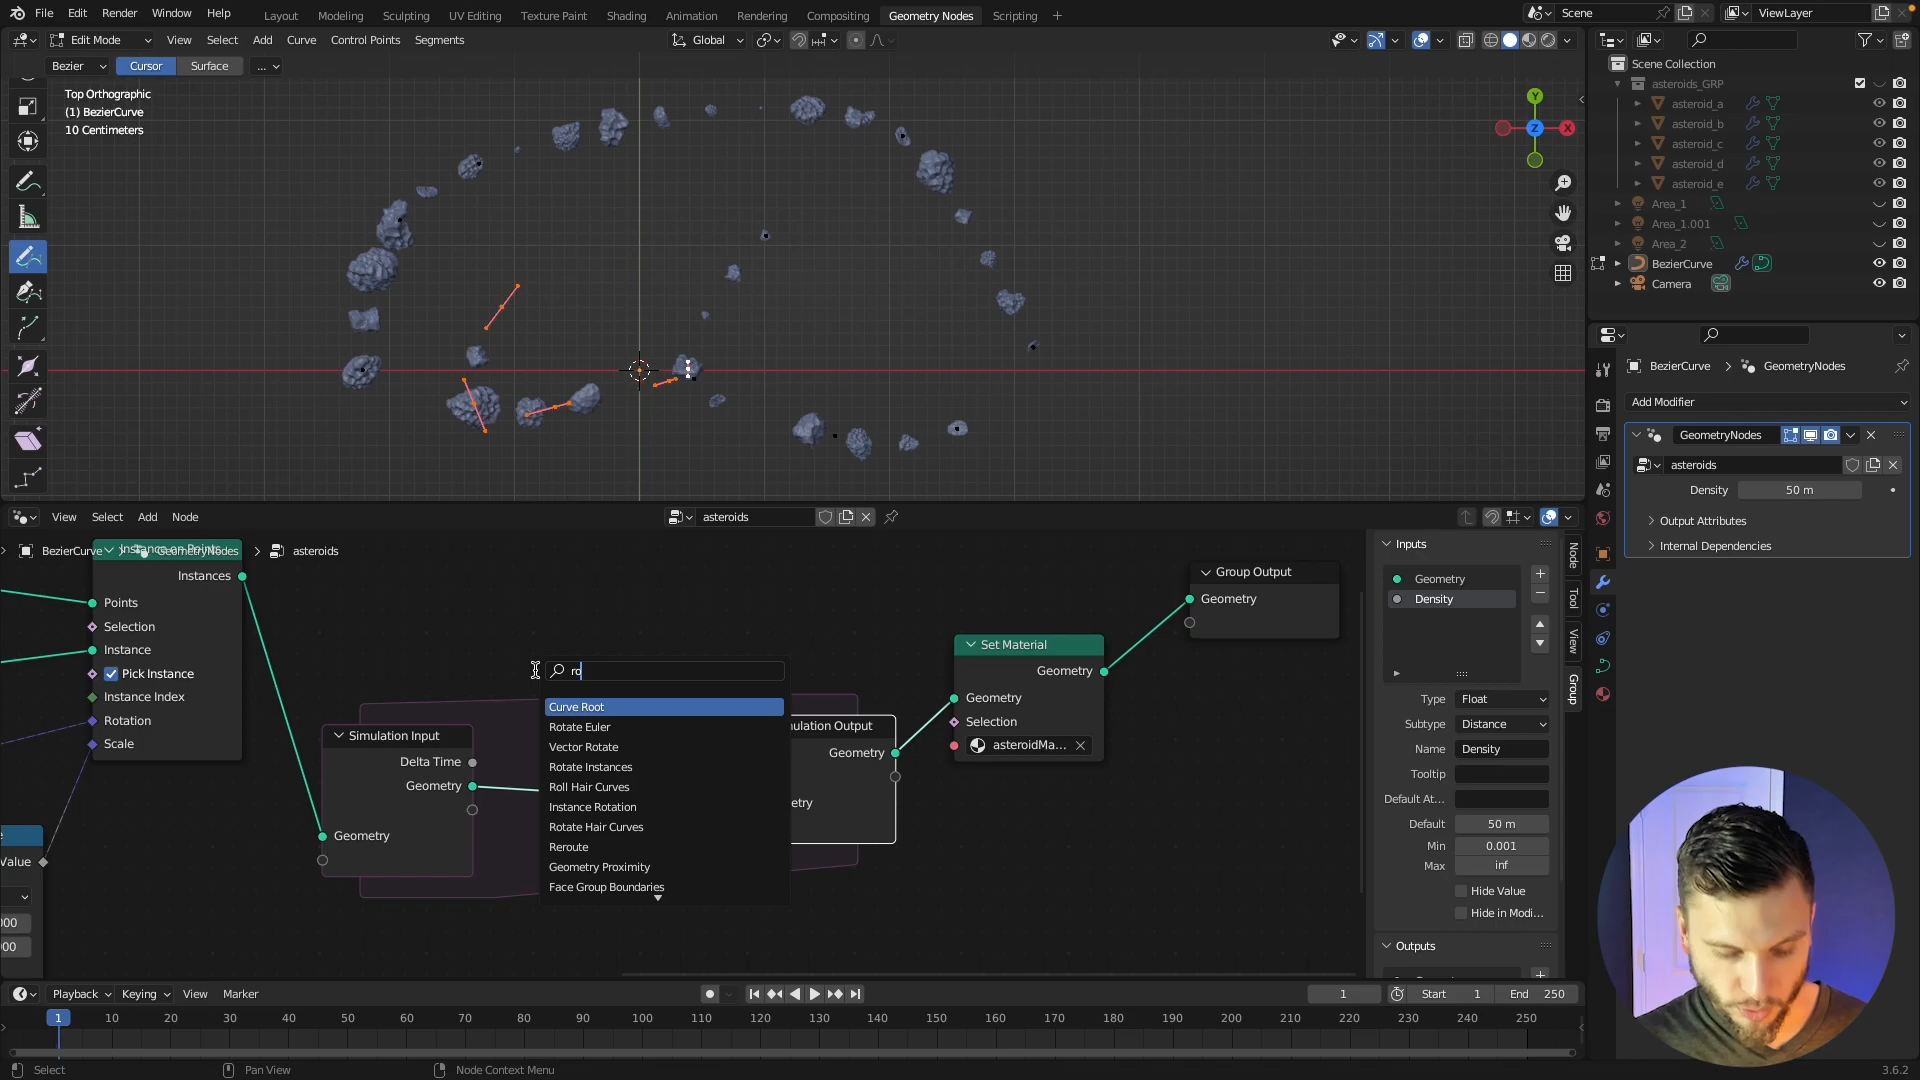 File Edit Render Window Help
Layout Modeling Sculpting UV Editing Texture Paint Shading Animation Rendering Compositing Geometry Nodes Scripting
Scene ViewLayer
Edit Mode View Select Add Curve Control Points Segments
Global
Bezier Cursor Surface ...
Top Orthographic
(1) BezierCurve
10 Centimeters
Y
Z X
Scene Collection
asteroids_GRP
asteroid_a
asteroid_b
asteroid_c
asteroid_d
asteroid_e
Area_1
Area_1.001
Area_2
BezierCurve
Camera
BezierCurve > GeometryNodes
Add Modifier
GeometryNodes
asteroids
Density 50 m
Output Attributes
Internal Dependencies
View Select Add Node
asteroids
BezierCurve > GeometryNodes > asteroids
Instance on Points
Instances
Points
Selection
Instance
Pick Instance
Instance Index
Rotation
Scale
Value
Simulation Input
Delta Time
Geometry
Geometry
ro
Curve Root
Rotate Euler
Vector Rotate
Rotate Instances
Roll Hair Curves
Instance Rotation
Rotate Hair Curves
Reroute
Geometry Proximity
Face Group Boundaries
ulation Output
Geometry
etry
Set Material
Geometry
Geometry
Selection
asteroidMa...
Group Output
Geometry
Inputs
Geometry
Density
Type Float
Subtype Distance
Name Density
Tooltip
Default At...
Default 50 m
Min 0.001
Max inf
Hide Value
Hide in Modi...
Outputs
Node
Tool
View
Group
Playback Keying View Marker
1 Start 1 End 250
1 10 20 30 40 50 60 70 80 90 100 110 120 130 140 150 160 170 180 190 200 210 220 230 240 250
Select Pan View Node Context Menu 3.6.2